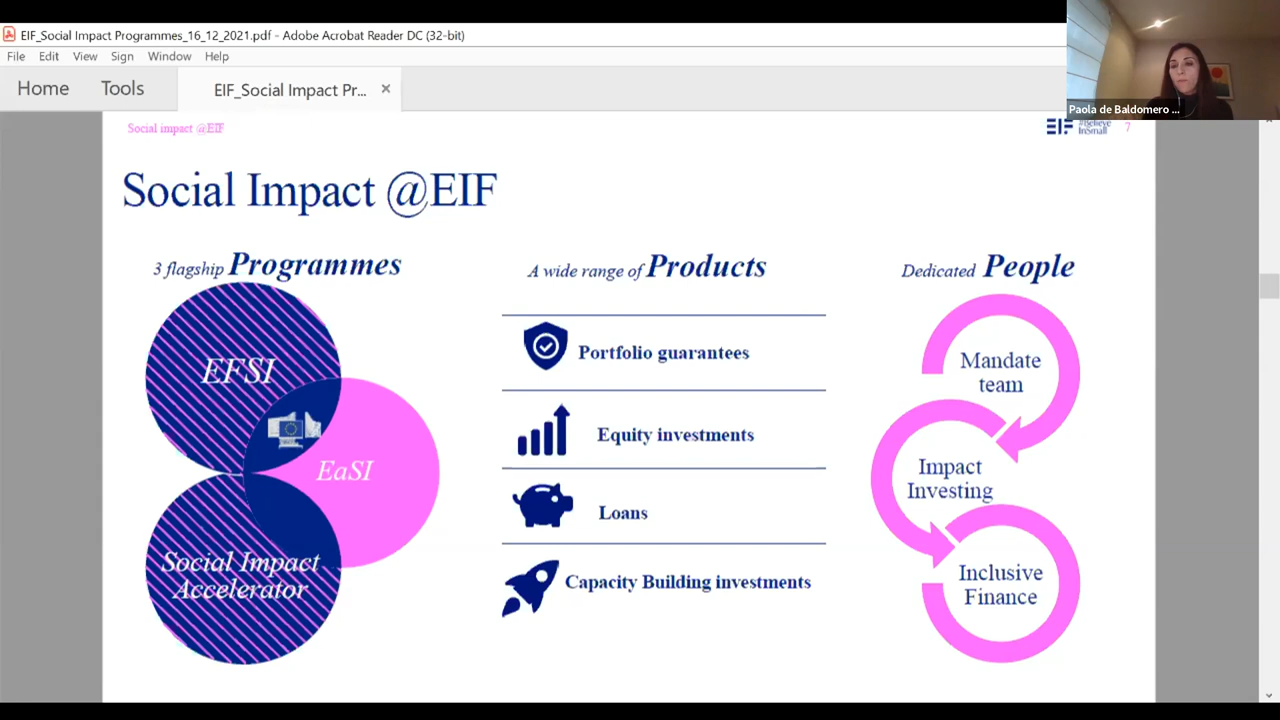 EIF_Social Impact Programmes_16_12_2021.pdf - Adobe Acrobat Reader DC (32-bit)
File Edit View Sign Window Help
Home Tools EIF_Social Impact Pr... ×
Paola de Baldomero ...
Social impact @EIF
EIF #Believe InSmall 7
Social Impact @EIF
3 flagship Programmes
EFSI
EaSI
Social Impact
Accelerator
A wide range of Products
Portfolio guarantees
Equity investments
Loans
Capacity Building investments
Dedicated People
Mandate
team
Impact
Investing
Inclusive
Finance